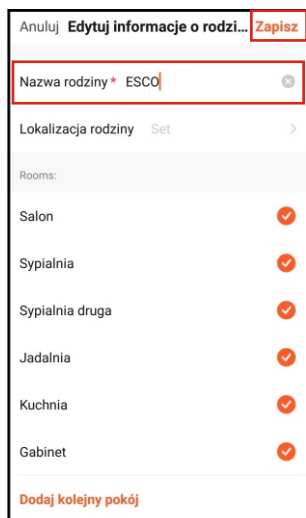 Anuluj Edytuj informacje o rodzi... Zapisz
Nazwa rodziny * ESCO
Lokalizacja rodziny Set
Rooms:
Salon
Sypialnia
Sypialnia druga
Jadalnia
Kuchnia
Gabinet
Dodaj kolejny pokój